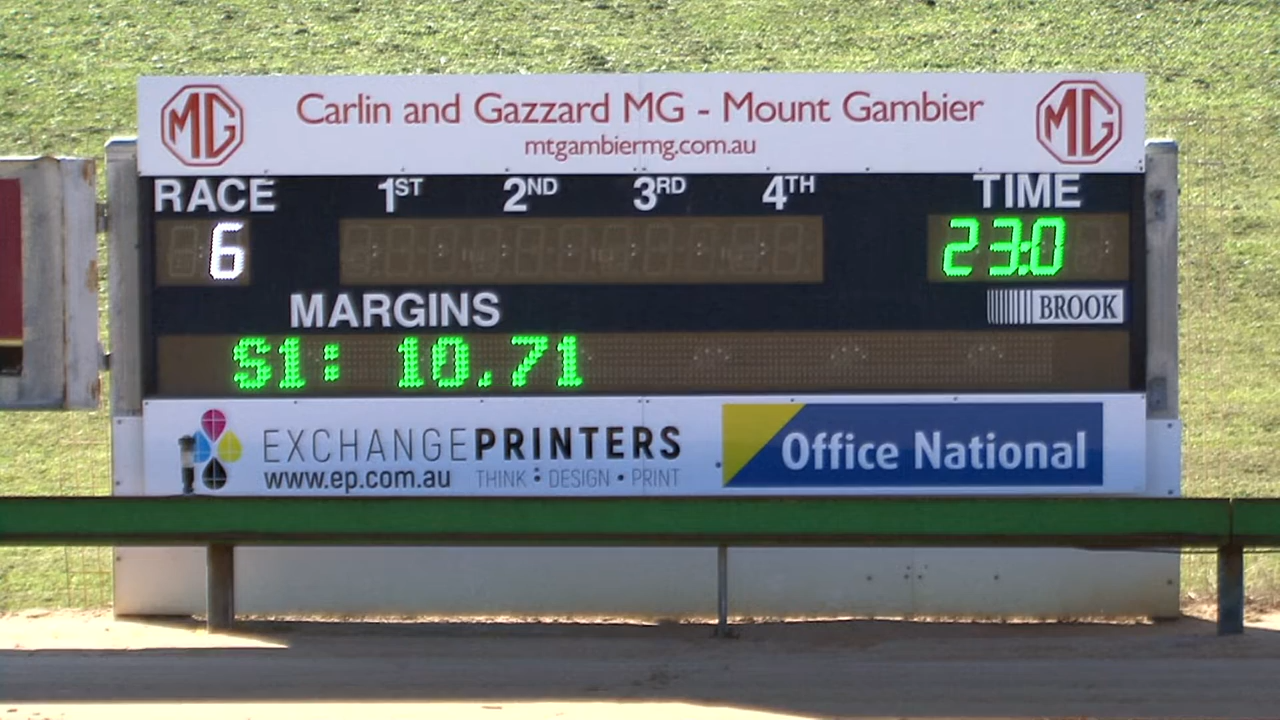 MG Carlin and Gazzard MG - Mount Gambier MG
mtgambiermg.com.au
RACE 1ST 2ND 3RD 4TH TIME
6 23:0
MARGINS BROOK
S1: 10.71
EXCHANGEPRINTERS Office National
www.ep.com.au THINK : DESIGN • PRINT